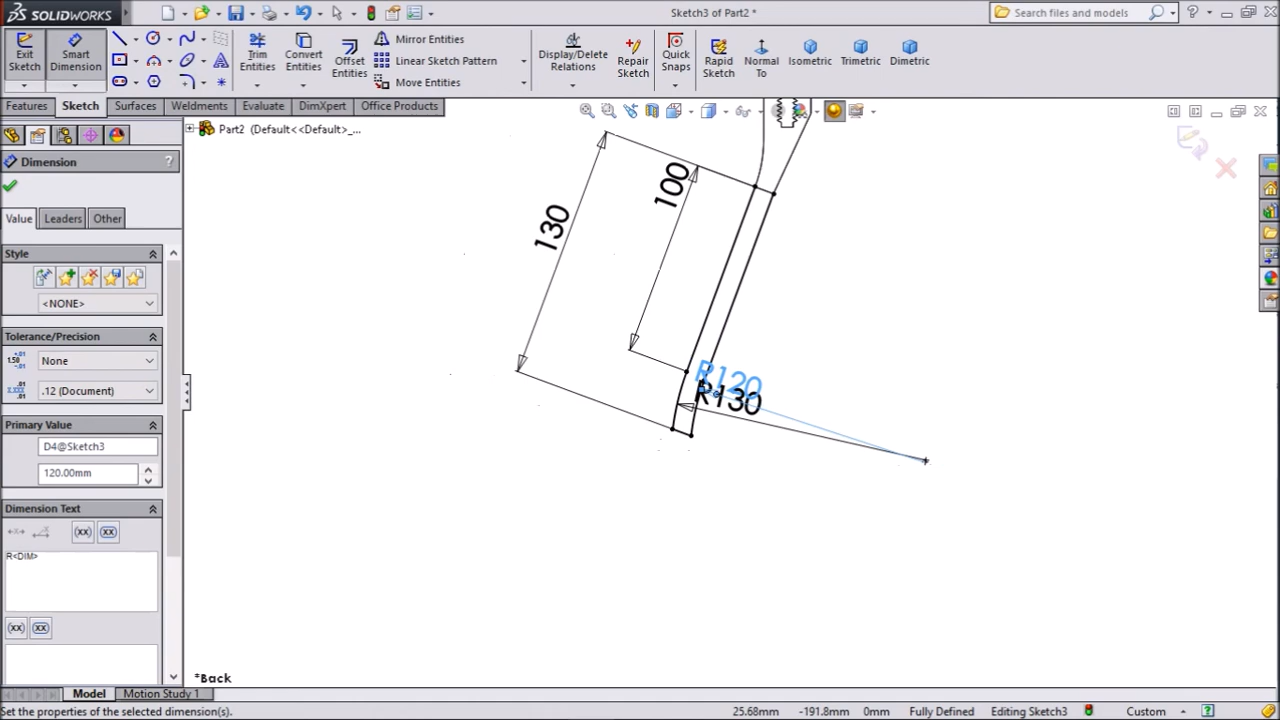 SOLIDWORKS
Sketch3 of Part2 *
Search files and models
Exit Sketch
Smart Dimension
Trim Entities
Convert Entities
Offset Entities
Mirror Entities
Linear Sketch Pattern
Move Entities
Display/Delete Relations
Repair Sketch
Quick Snaps
Rapid Sketch
Normal To
Isometric
Trimetric
Dimetric
Features
Sketch
Surfaces
Weldments
Evaluate
DimXpert
Office Products
Part2 (Default<<Default>_...
Dimension
?
Value
Leaders
Other
Style
<NONE>
Tolerance/Precision
None
.12 (Document)
Primary Value
D4@Sketch3
120.00mm
Dimension Text
(xx)
(xx)
R<DIM>
(xx)
(xx)
130
100
R120
R130
*Back
Model
Motion Study 1
Set the properties of the selected dimension(s).
25.68mm
-191.8mm
0mm
Fully Defined
Editing Sketch3
Custom